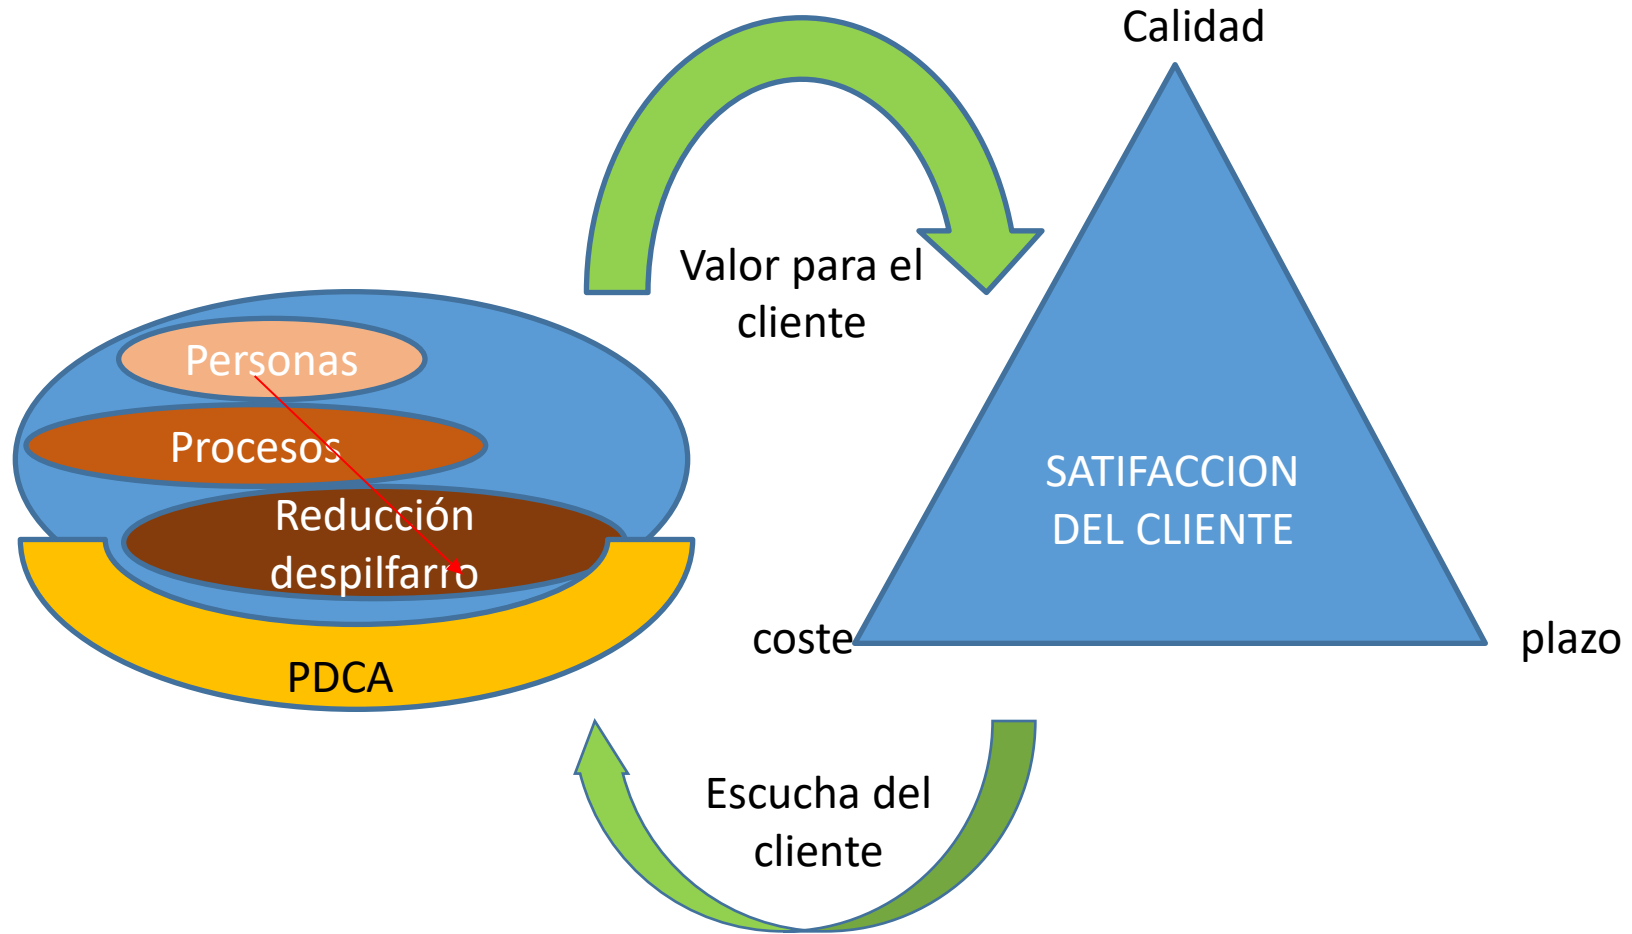 Calidad
Valor para el
cliente
Personas
Procesos
Reducción
despilfarro
PDCA
SATIFACCION
DEL CLIENTE
coste
plazo
Escucha del
cliente